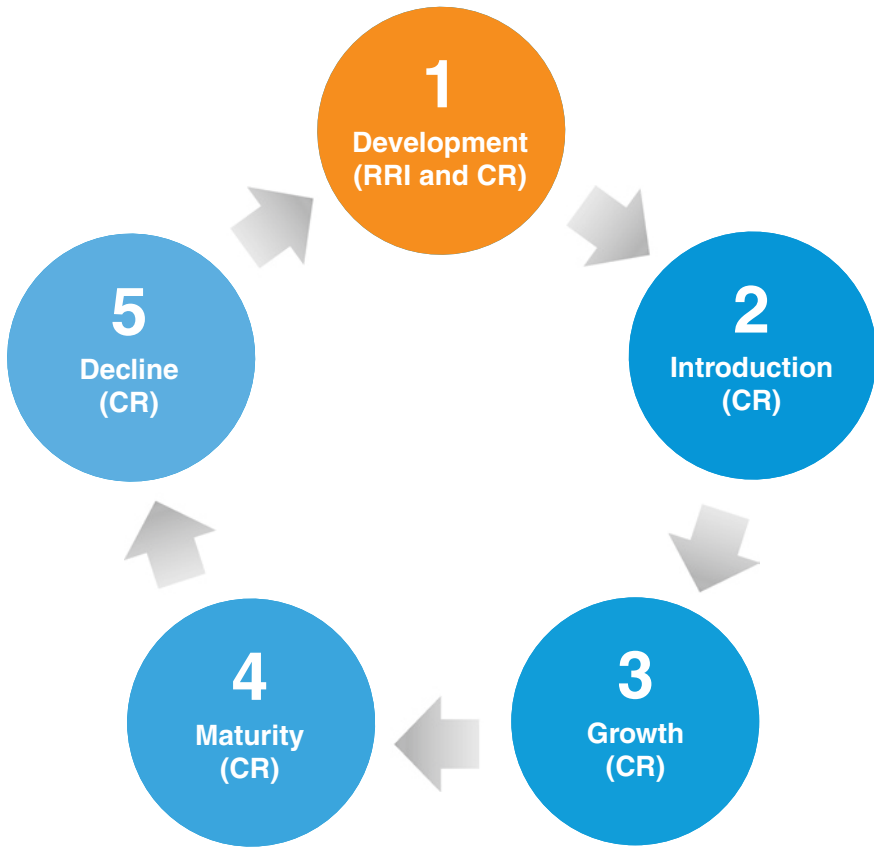 1
Development
(RRI and CR)
2
Introduction
(CR)
3
Growth
(CR)
4
Maturity
(CR)
5
Decline
(CR)